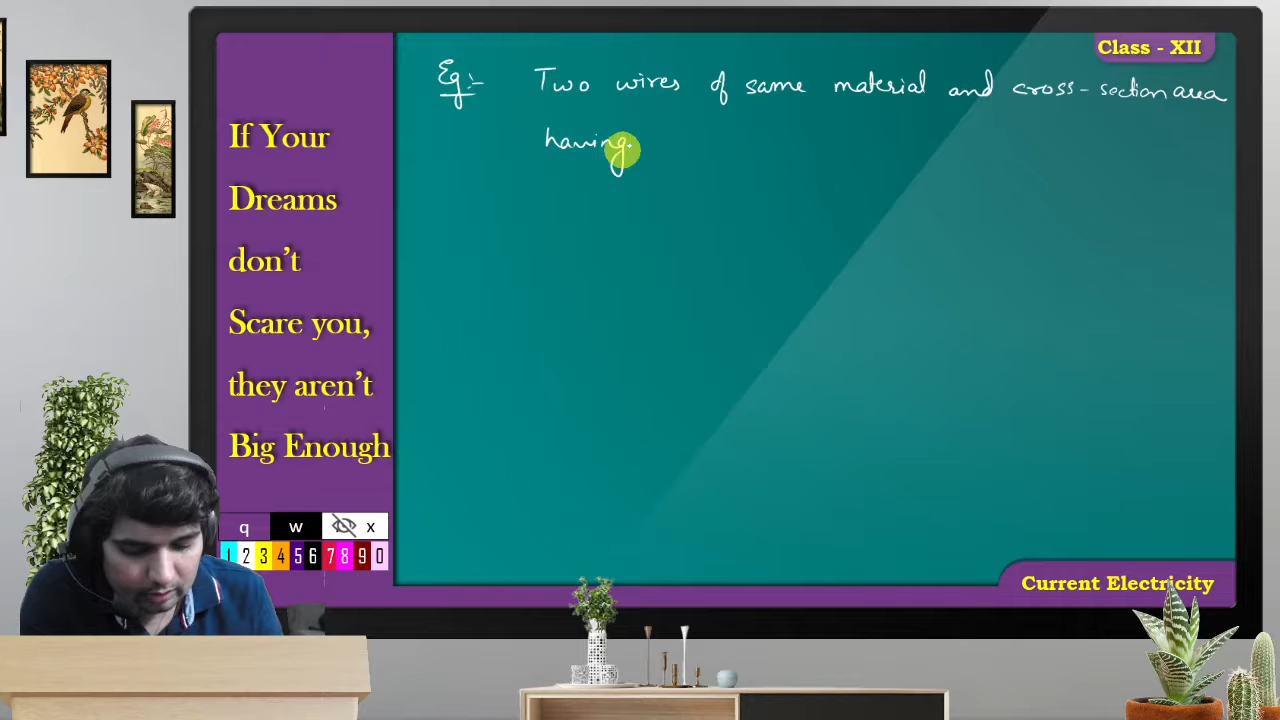 Class - XII
Eg:- Two wires of same material and cross-section area
having
If Your
Dreams
don't
Scare you,
they aren't
Big Enough
q w x
1 2 3 4 5 6 7 8 9 0
Current Electricity